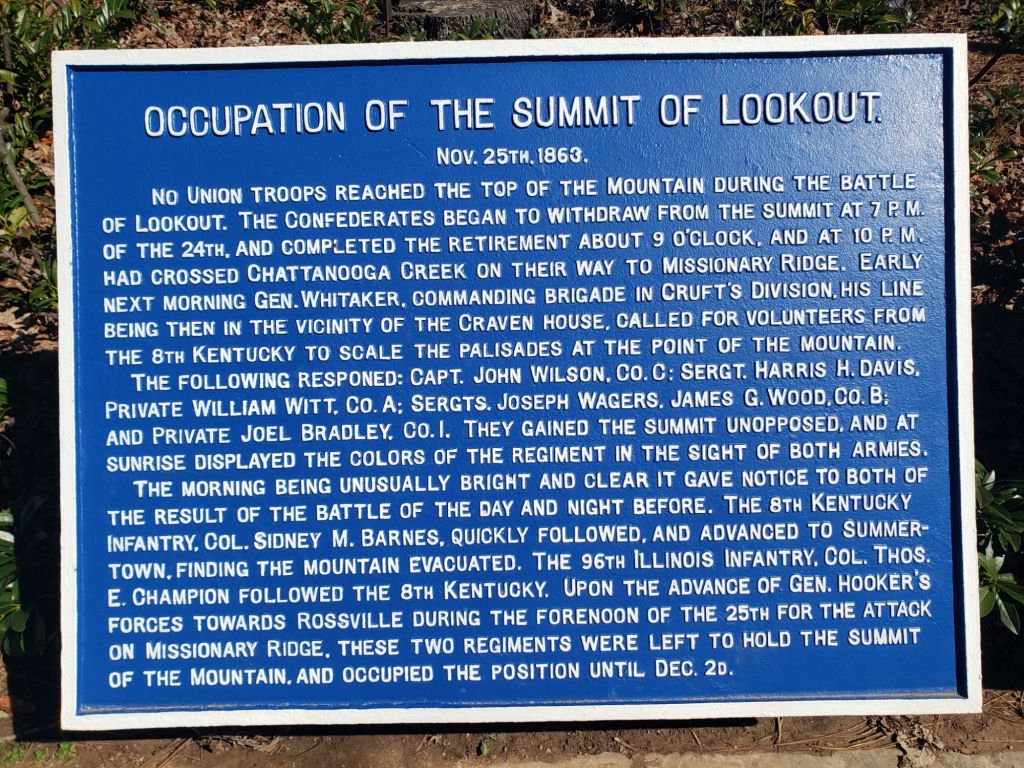 OCCUPATION OF THE SUMMIT OF LOOKOUT.
NOV. 25TH, 1863.
NO UNION TROOPS REACHED THE TOP OF THE MOUNTAIN DURING THE BATTLE
OF LOOKOUT. THE CONFEDERATES BEGAN TO WITHDRAW FROM THE SUMMIT AT 7 P.M.
OF THE 24TH, AND COMPLETED THE RETIREMENT ABOUT 9 O'CLOCK, AND AT 10 P.M.
HAD CROSSED CHATTANOOGA CREEK ON THEIR WAY TO MISSIONARY RIDGE. EARLY
NEXT MORNING GEN. WHITAKER, COMMANDING BRIGADE IN CRUFT'S DIVISION, HIS LINE
BEING THEN IN THE VICINITY OF THE CRAVEN HOUSE, CALLED FOR VOLUNTEERS FROM
THE 8TH KENTUCKY TO SCALE THE PALISADES AT THE POINT OF THE MOUNTAIN.
THE FOLLOWING RESPONED: CAPT. JOHN WILSON, CO. C; SERGT. HARRIS H. DAVIS,
PRIVATE WILLIAM WITT, CO. A; SERGTS. JOSEPH WAGERS, JAMES G. WOOD, CO. B;
AND PRIVATE JOEL BRADLEY, CO. I. THEY GAINED THE SUMMIT UNOPPOSED, AND AT
SUNRISE DISPLAYED THE COLORS OF THE REGIMENT IN THE SIGHT OF BOTH ARMIES.
THE MORNING BEING UNUSUALLY BRIGHT AND CLEAR IT GAVE NOTICE TO BOTH OF
THE RESULT OF THE BATTLE OF THE DAY AND NIGHT BEFORE. THE 8TH KENTUCKY
INFANTRY, COL. SIDNEY M. BARNES, QUICKLY FOLLOWED, AND ADVANCED TO SUMMER-
TOWN, FINDING THE MOUNTAIN EVACUATED. THE 96TH ILLINOIS INFANTRY, COL. THOS.
E. CHAMPION FOLLOWED THE 8TH KENTUCKY. UPON THE ADVANCE OF GEN. HOOKER'S
FORCES TOWARDS ROSSVILLE DURING THE FORENOON OF THE 25TH FOR THE ATTACK
ON MISSIONARY RIDGE, THESE TWO REGIMENTS WERE LEFT TO HOLD THE SUMMIT
OF THE MOUNTAIN, AND OCCUPIED THE POSITION UNTIL DEC. 2D.